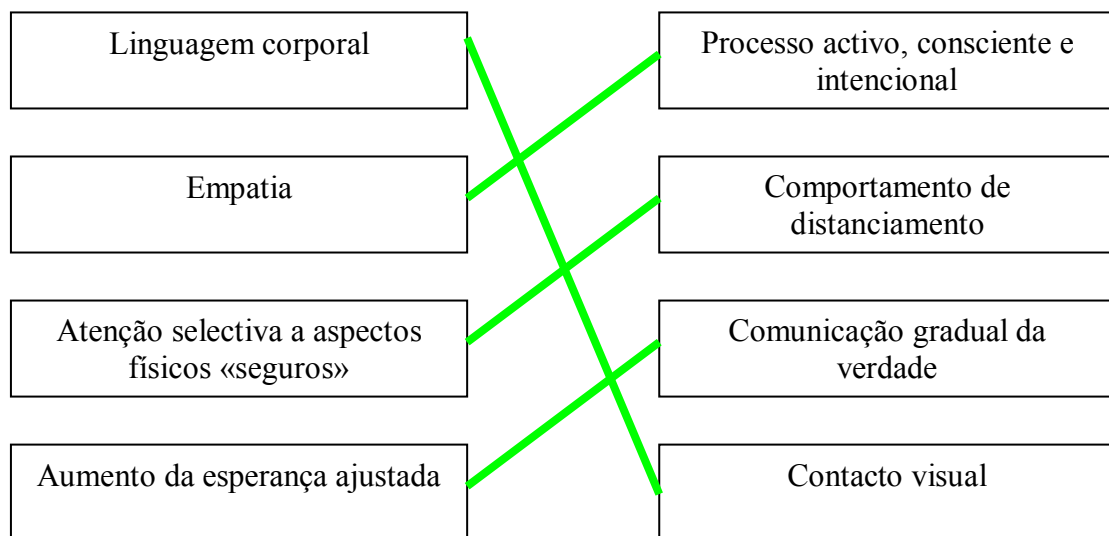 Linguagem corporal
Processo activo, consciente e
intencional
Empatia
Comportamento de
distanciamento
Atenção selectiva a aspectos
físicos «seguros»
Comunicação gradual da
verdade
Aumento da esperança ajustada
Contacto visual